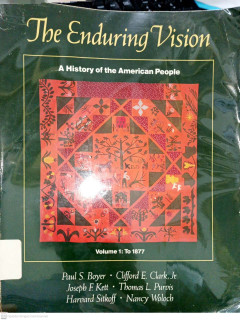 The Enduring Vision
A History of the American People
Volume 1: To 1877
Paul S. Boyer · Clifford E. Clark, Jr.
Joseph F. Kett · Thomas L. Purvis
Harvard Sitkoff · Nancy Woloch